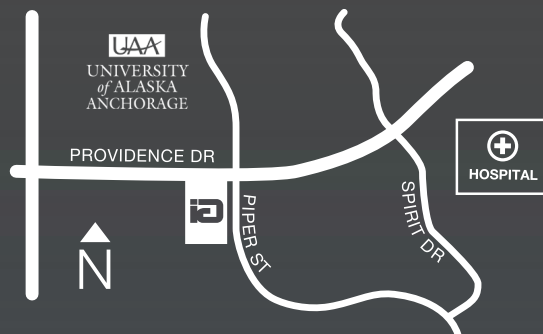 UAA
UNIVERSITY
of ALASKA
ANCHORAGE
PROVIDENCE DR
HOSPITAL
PIPER ST
SPIRIT DR
N